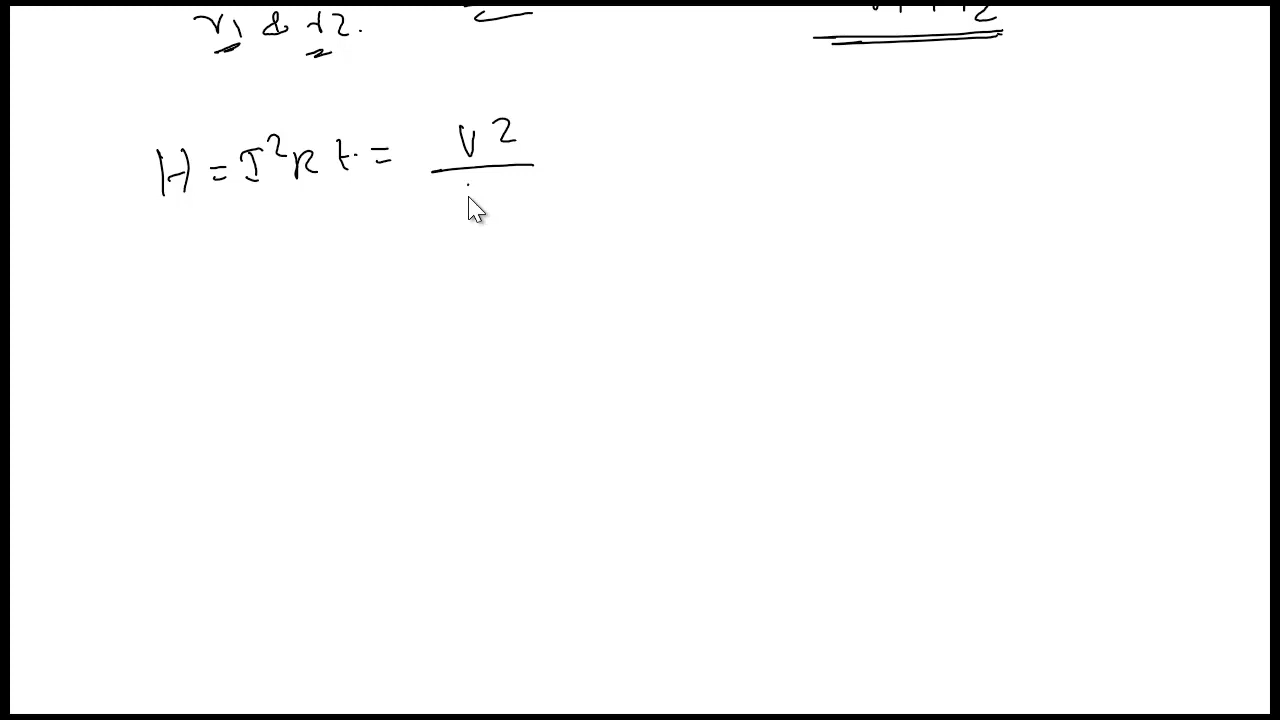 r1 & r2.
H = I²Rt = V²